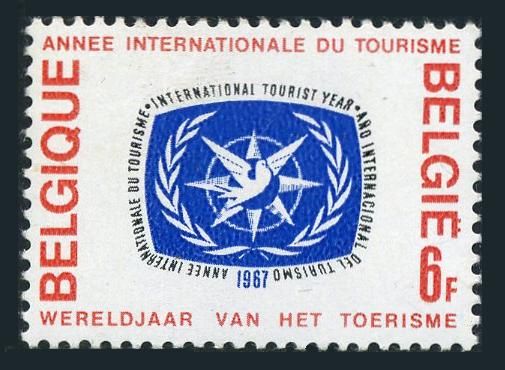 ANNEE INTERNATIONALE DU TOURISME
BELGIQUE
BELGIË
6F
•INTERNATIONAL TOURIST YEAR•
AÑO INTERNACIONAL DEL TURISMO
1967
ANNEE INTERNATIONALE DU TOURISME
WERELDJAAR VAN HET TOERISME